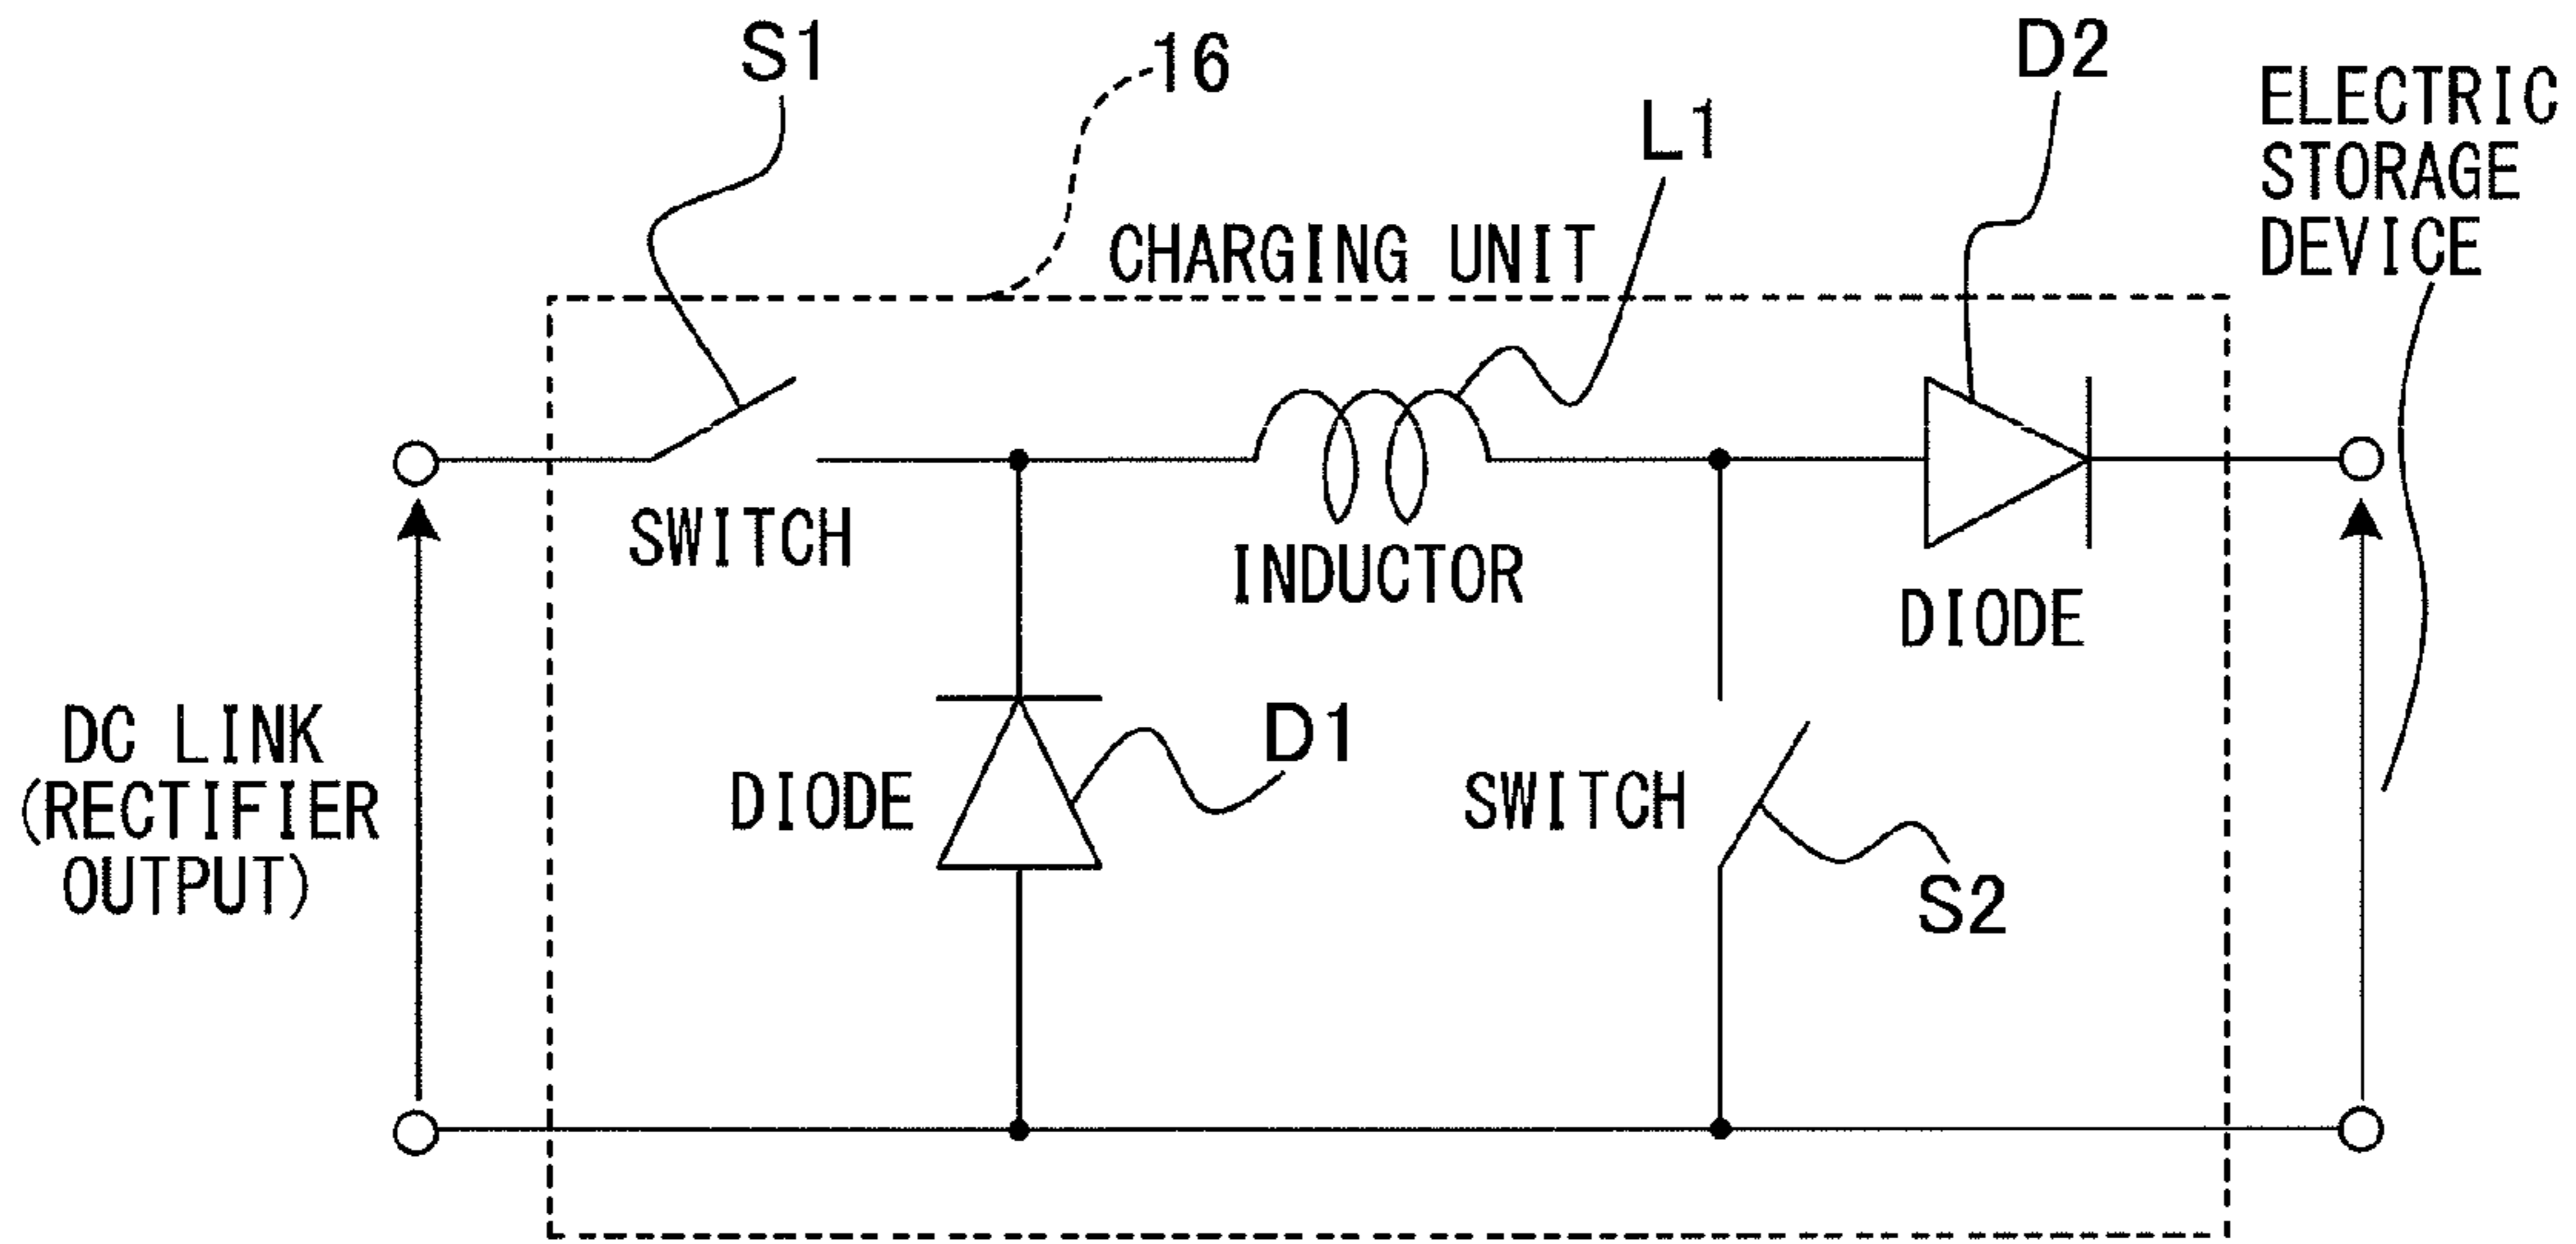 S1
16
D2
L1
ELECTRIC
STORAGE
DEVICE
CHARGING UNIT
SWITCH
INDUCTOR
DIODE
DC LINK
(RECTIFIER
OUTPUT)
DIODE
D1
SWITCH
S2